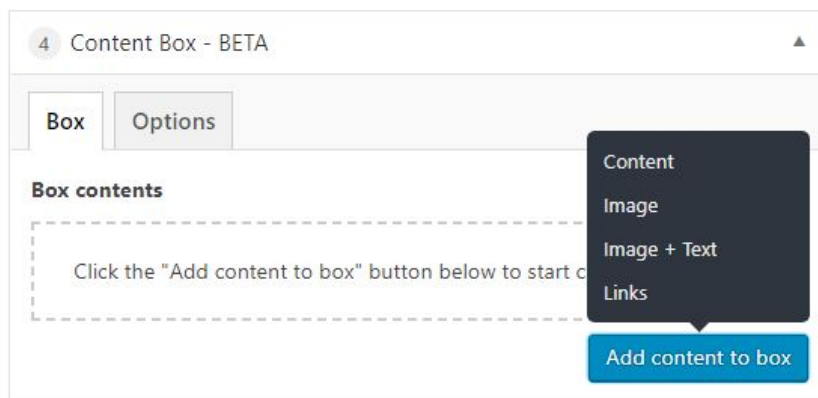 4 Content Box - BETA
Box Options
Box contents
Content
Image
Image + Text
Click the "Add content to box" button below to start c
Links
Add content to box